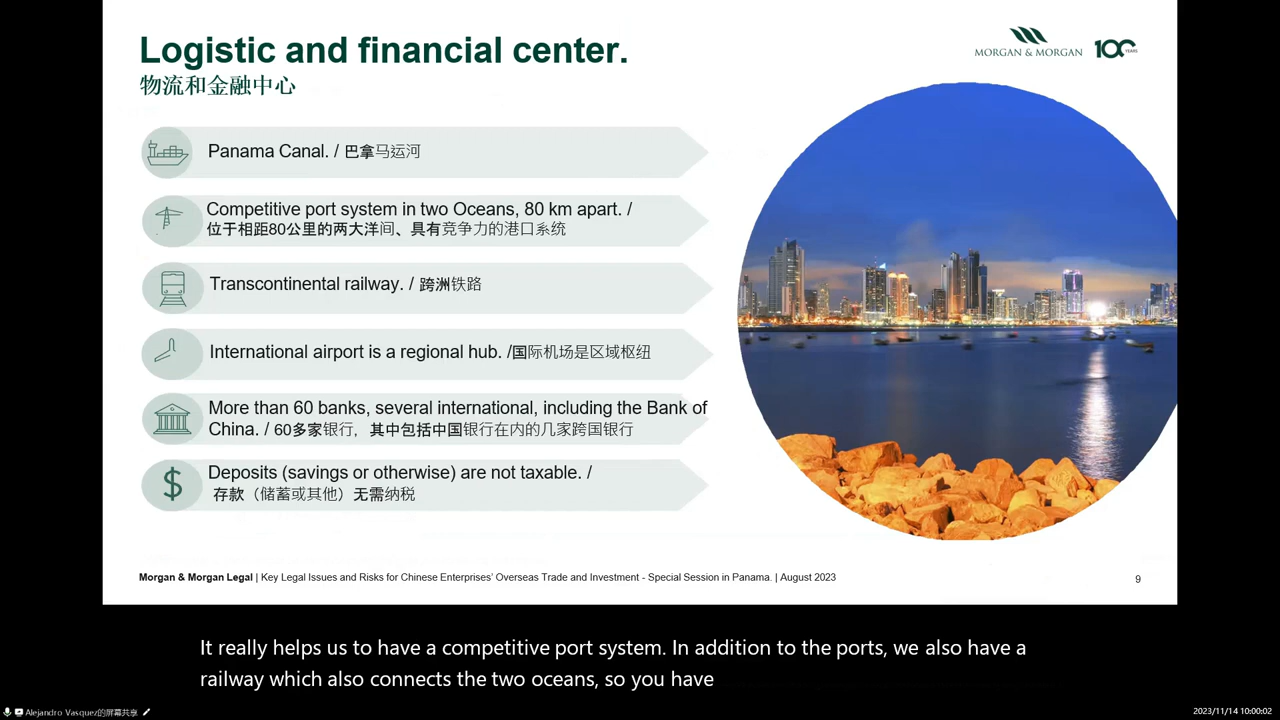 Logistic and financial center.
物流和金融中心
MORGAN & MORGAN
100 YEARS
Panama Canal. / 巴拿马运河
Competitive port system in two Oceans, 80 km apart. /
位于相距80公里的两大洋间、具有竞争力的港口系统
Transcontinental railway. / 跨洲铁路
International airport is a regional hub. /国际机场是区域枢纽
More than 60 banks, several international, including the Bank of
China. / 60多家银行，其中包括中国银行在内的几家跨国银行
$
Deposits (savings or otherwise) are not taxable. /
存款（储蓄或其他）无需纳税
Morgan & Morgan Legal | Key Legal Issues and Risks for Chinese Enterprises' Overseas Trade and Investment - Special Session in Panama. | August 2023
9
It really helps us to have a competitive port system. In addition to the ports, we also have a
railway which also connects the two oceans, so you have
Alejandro Vasquez的屏幕共享
2023/11/14 10:00:02